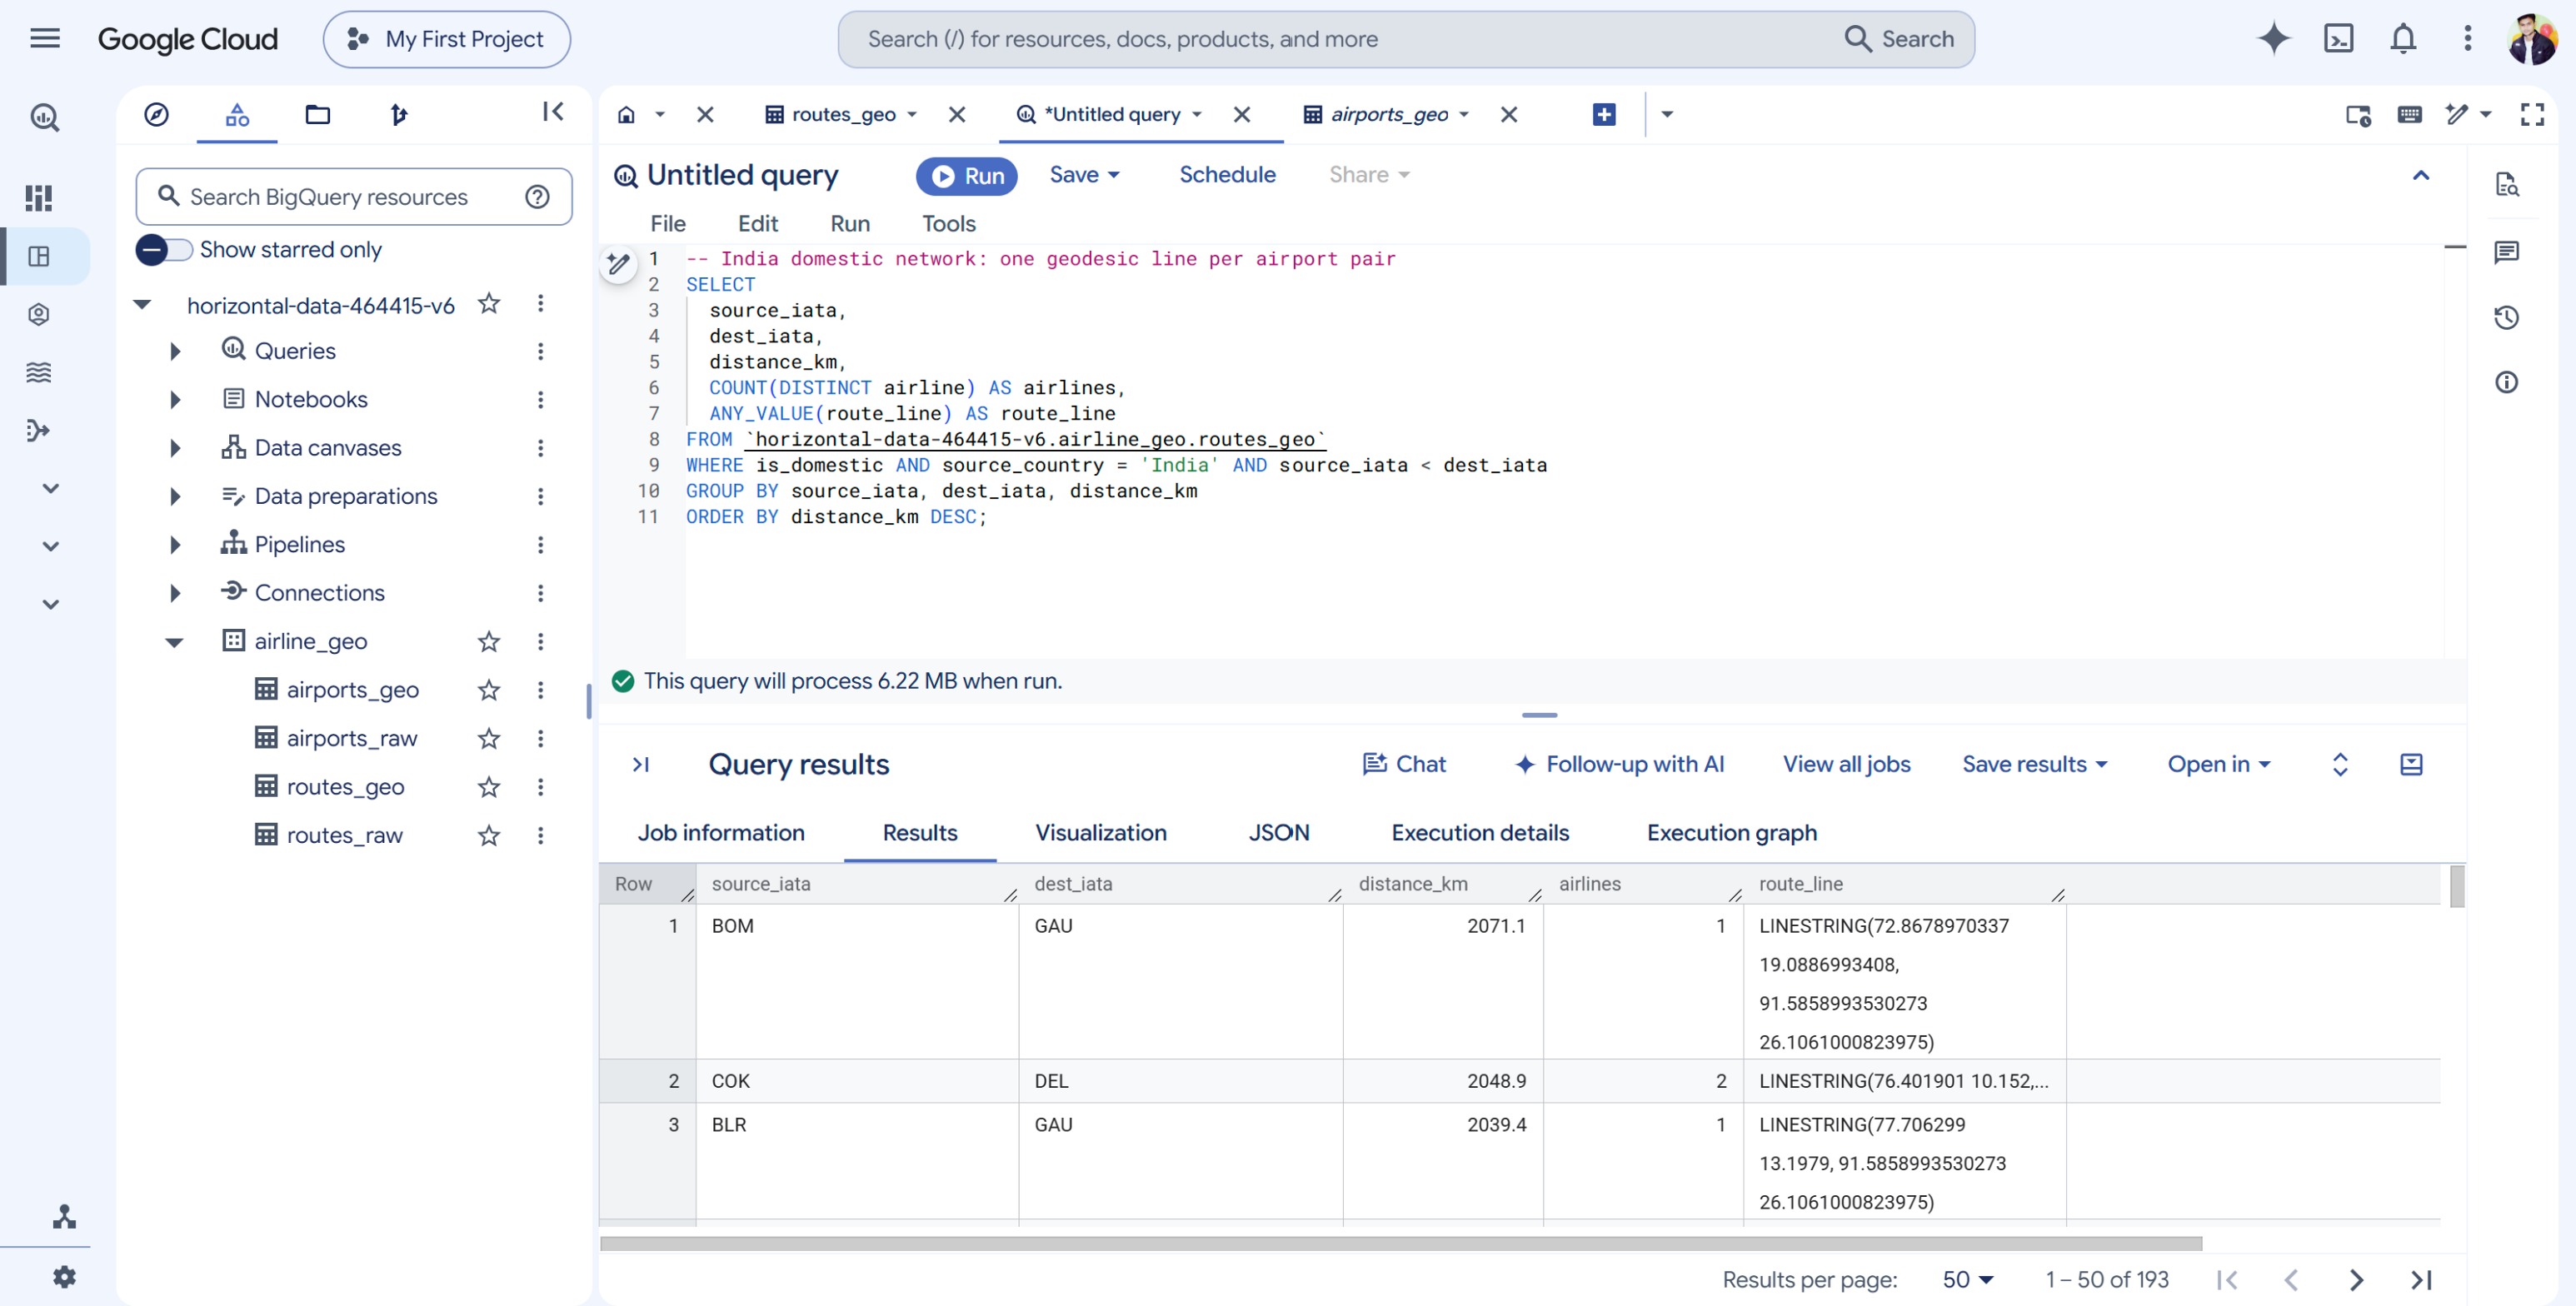 Google Cloud
My First Project
Search (/) for resources, docs, products, and more
Search
routes_geo
*Untitled query
airports_geo
Search BigQuery resources
Show starred only
horizontal-data-464415-v6
Queries
Notebooks
Data canvases
Data preparations
Pipelines
Connections
airline_geo
airports_geo
airports_raw
routes_geo
routes_raw
Untitled query
Run
Save
Schedule
Share
File Edit Run Tools
1 -- India domestic network: one geodesic line per airport pair
2 SELECT
3 source_iata,
4 dest_iata,
5 distance_km,
6 COUNT(DISTINCT airline) AS airlines,
7 ANY_VALUE(route_line) AS route_line
8 FROM `horizontal-data-464415-v6.airline_geo.routes_geo`
9 WHERE is_domestic AND source_country = 'India' AND source_iata < dest_iata
10 GROUP BY source_iata, dest_iata, distance_km
11 ORDER BY distance_km DESC;
This query will process 6.22 MB when run.
Query results
Chat
Follow-up with AI
View all jobs
Save results
Open in
Job information Results Visualization JSON Execution details Execution graph
Row source_iata dest_iata distance_km airlines route_line
1 BOM GAU 2071.1 1 LINESTRING(72.8678970337
19.0886993408,
91.5858993530273
26.1061000823975)
2 COK DEL 2048.9 2 LINESTRING(76.401901 10.152,...
3 BLR GAU 2039.4 1 LINESTRING(77.706299
13.1979, 91.5858993530273
26.1061000823975)
Results per page: 50 1 – 50 of 193